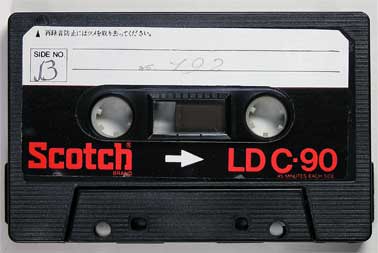 ▲ 再録音防止にはツメを取り去ってください。
SIDE NO.
B
Scotch®
BRAND
LD C·90
45 MINUTES EACH SIDE